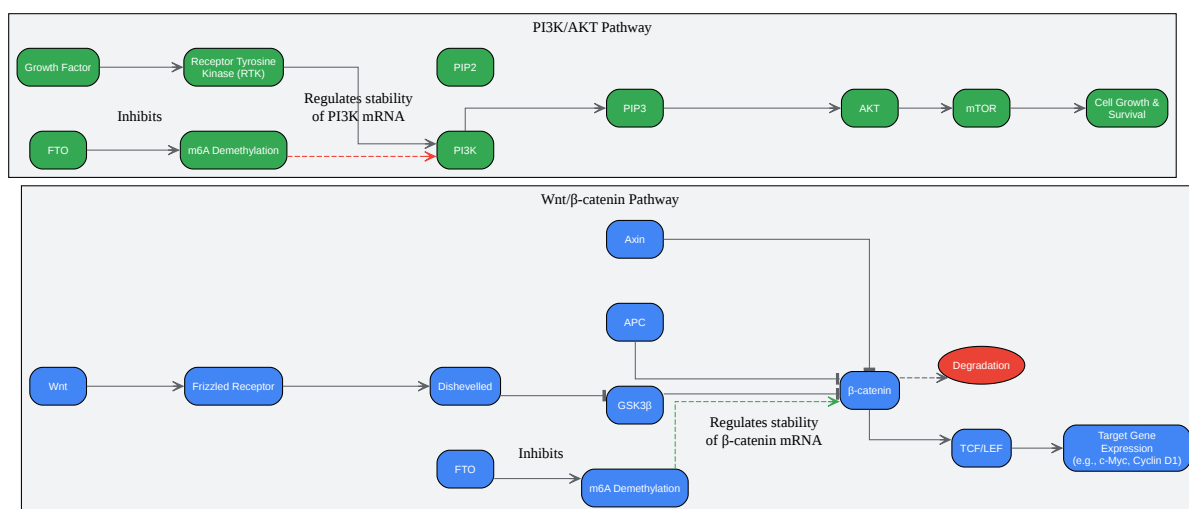 PI3K/AKT Pathway
Growth Factor
Receptor Tyrosine
Kinase (RTK)
PIP2
Regulates stability
of PI3K mRNA
Inhibits
PIP3
AKT
mTOR
Cell Growth &
Survival
FTO
m6A Demethylation
PI3K
Wnt/β-catenin Pathway
Axin
APC
Wnt
Frizzled Receptor
Dishevelled
GSK3β
β-catenin
Degradation
Regulates stability
of β-catenin mRNA
TCF/LEF
Target Gene
Expression
(e.g., c-Myc, Cyclin D1)
FTO
Inhibits
m6A Demethylation